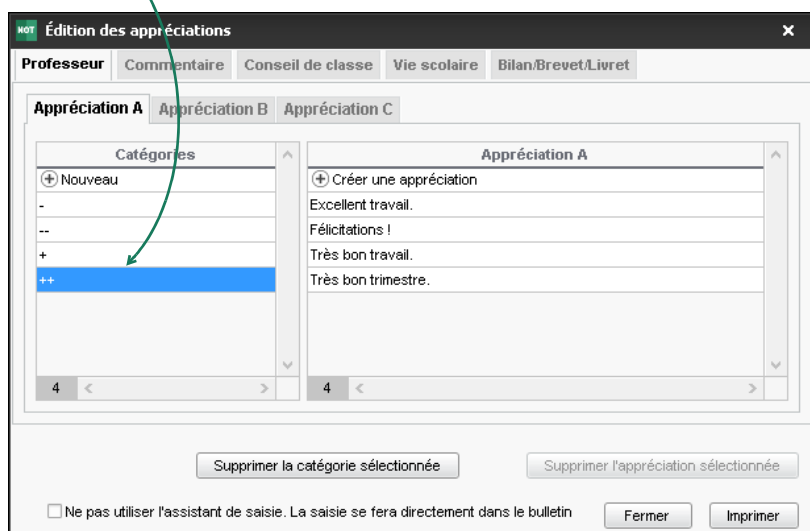 NOT Édition des appréciations
Professeur Commentaire Conseil de classe Vie scolaire Bilan/Brevet/Livret
Appréciation A Appréciation B Appréciation C
Catégories Appréciation A
Nouveau Créer une appréciation
- Excellent travail.
-- Félicitations !
+ Très bon travail.
++ Très bon trimestre.
4 4
Supprimer la catégorie sélectionnée Supprimer l'appréciation sélectionnée
Ne pas utiliser l'assistant de saisie. La saisie se fera directement dans le bulletin Fermer Imprimer